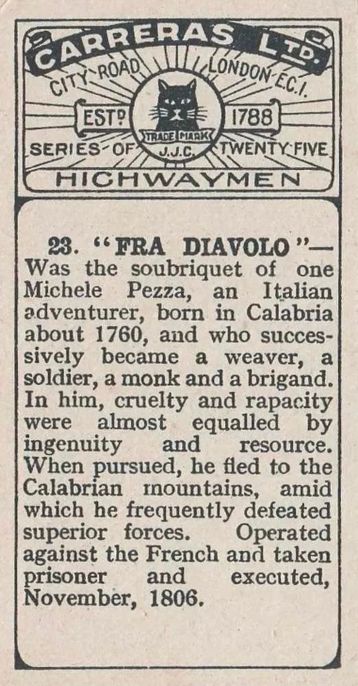 CARRERAS LTD.
CITY ROAD LONDON E.C.1.
ESTD 1788
TRADE MARK
SERIES OF J.J.C. TWENTY FIVE
HIGHWAYMEN
23. “FRA DIAVOLO”—
Was the soubriquet of one
Michele Pezza, an Italian
adventurer, born in Calabria
about 1760, and who succes-
sively became a weaver, a
soldier, a monk and a brigand.
In him, cruelty and rapacity
were almost equalled by
ingenuity and resource.
When pursued, he fled to the
Calabrian mountains, amid
which he frequently defeated
superior forces. Operated
against the French and taken
prisoner and executed,
November, 1806.